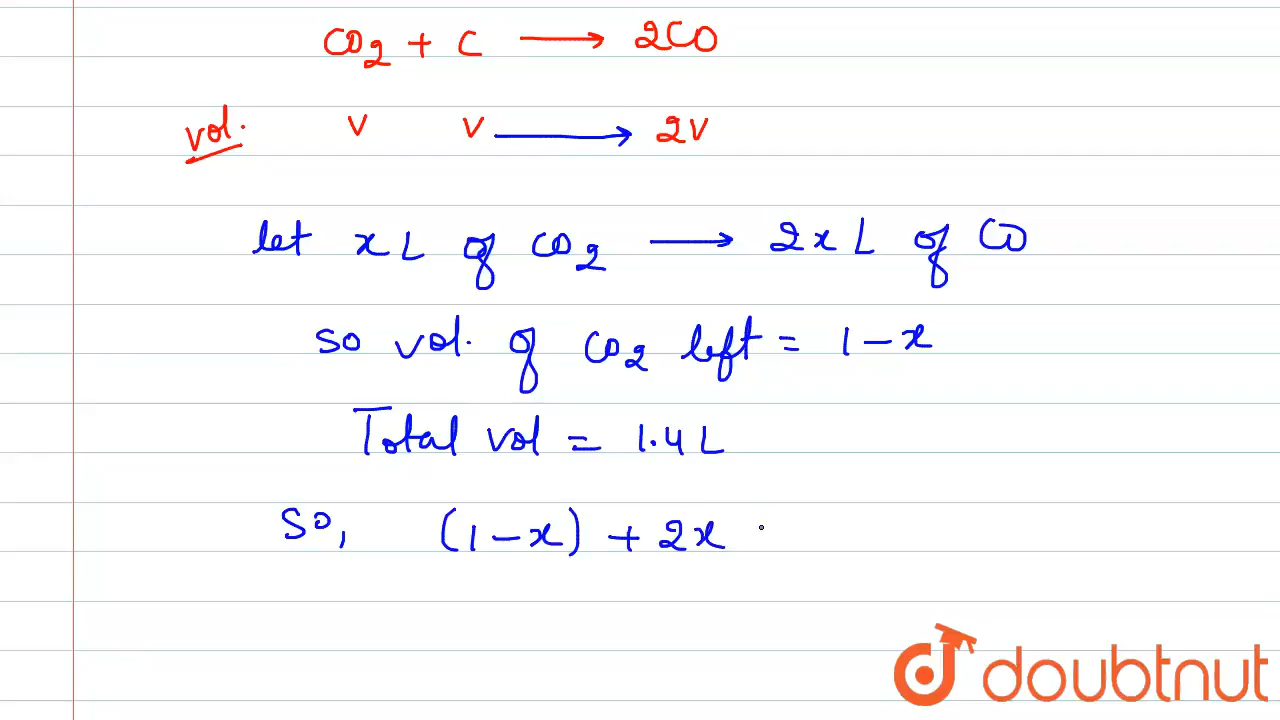 CO2 + C ⟶ 2CO
Vol. V V ⟶ 2V
let x L of CO2 ⟶ 2x L of CO
so vol. of CO2 left = 1 - x
Total vol = 1.4 L
So, (1 - x) + 2x
doubtnut